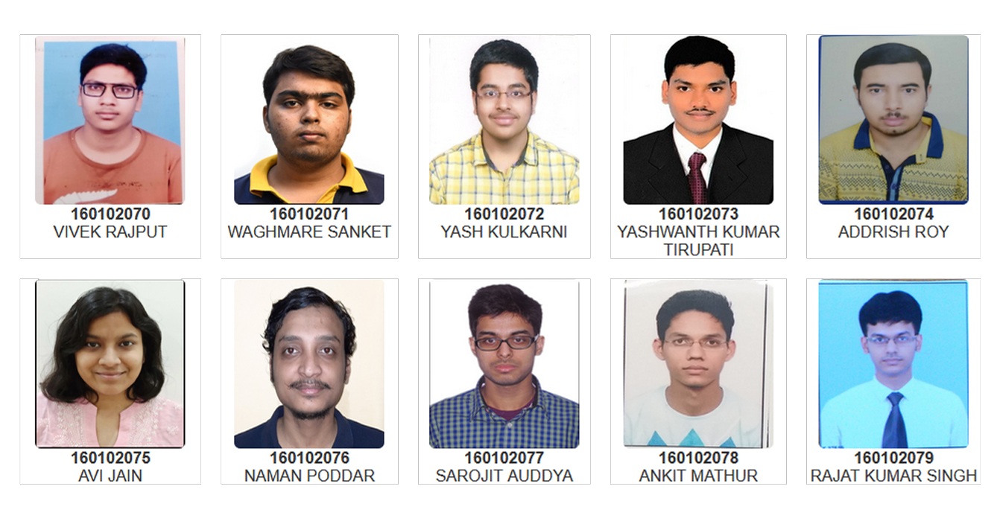 160102070
VIVEK RAJPUT
160102071
WAGHMARE SANKET
160102072
YASH KULKARNI
160102073
YASHWANTH KUMAR
TIRUPATI
160102074
ADDRISH ROY
160102075
AVI JAIN
160102076
NAMAN PODDAR
160102077
SAROJIT AUDDYA
160102078
ANKIT MATHUR
160102079
RAJAT KUMAR SINGH